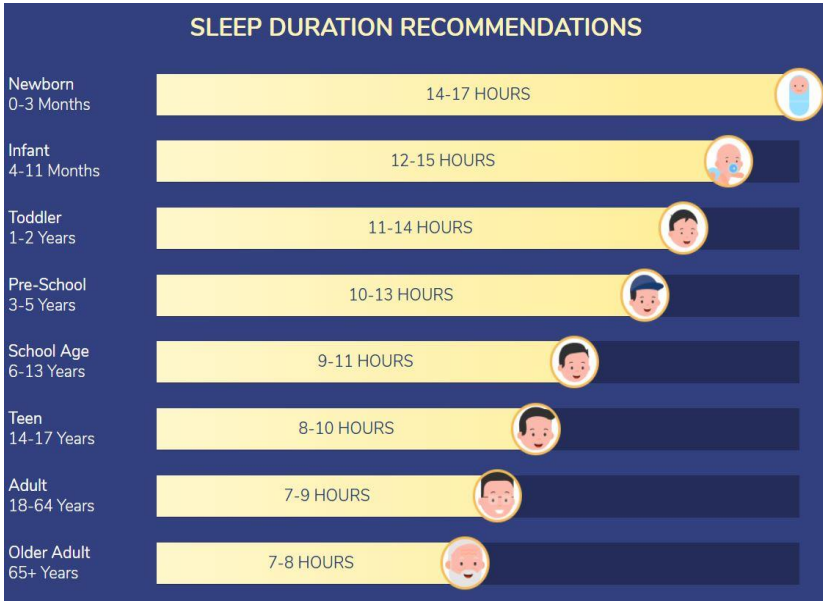 SLEEP DURATION RECOMMENDATIONS
Newborn
0-3 Months
14-17 HOURS
Infant
4-11 Months
12-15 HOURS
Toddler
1-2 Years
11-14 HOURS
Pre-School
3-5 Years
10-13 HOURS
School Age
6-13 Years
9-11 HOURS
Teen
14-17 Years
8-10 HOURS
Adult
18-64 Years
7-9 HOURS
Older Adult
65+ Years
7-8 HOURS